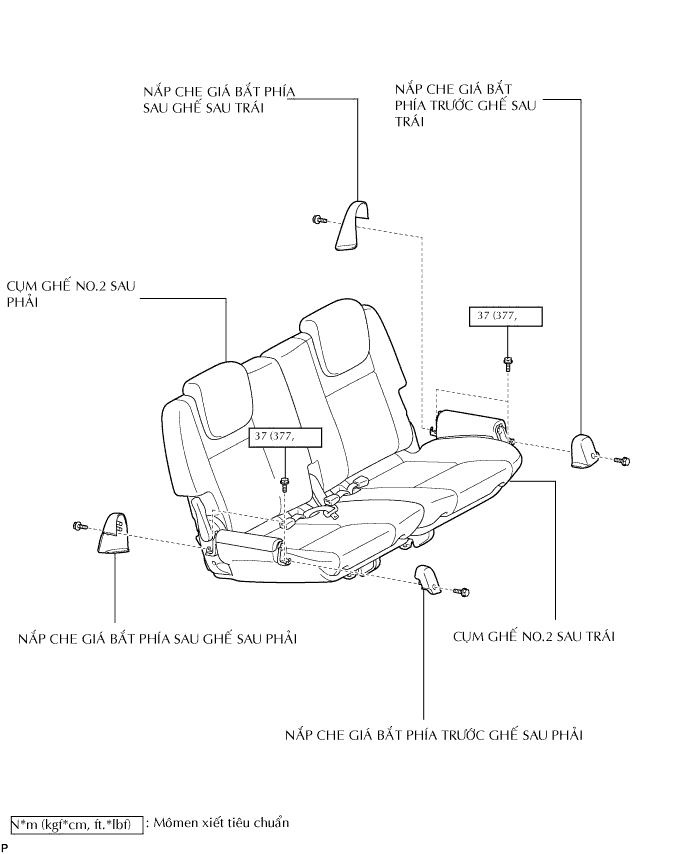 NẮP CHE GIÁ BẮT PHÍA
SAU GHẾ SAU TRÁI
NẮP CHE GIÁ BẮT
PHÍA TRƯỚC GHẾ SAU
TRÁI
CỤM GHẾ NO.2 SAU
PHẢI
37 (377,
37 (377,
NẮP CHE GIÁ BẮT PHÍA SAU GHẾ SAU PHẢI
CỤM GHẾ NO.2 SAU TRÁI
NẮP CHE GIÁ BẮT PHÍA TRƯỚC GHẾ SAU PHẢI
N*m (kgf*cm, ft.*lbf) : Mômen xiết tiêu chuẩn
P